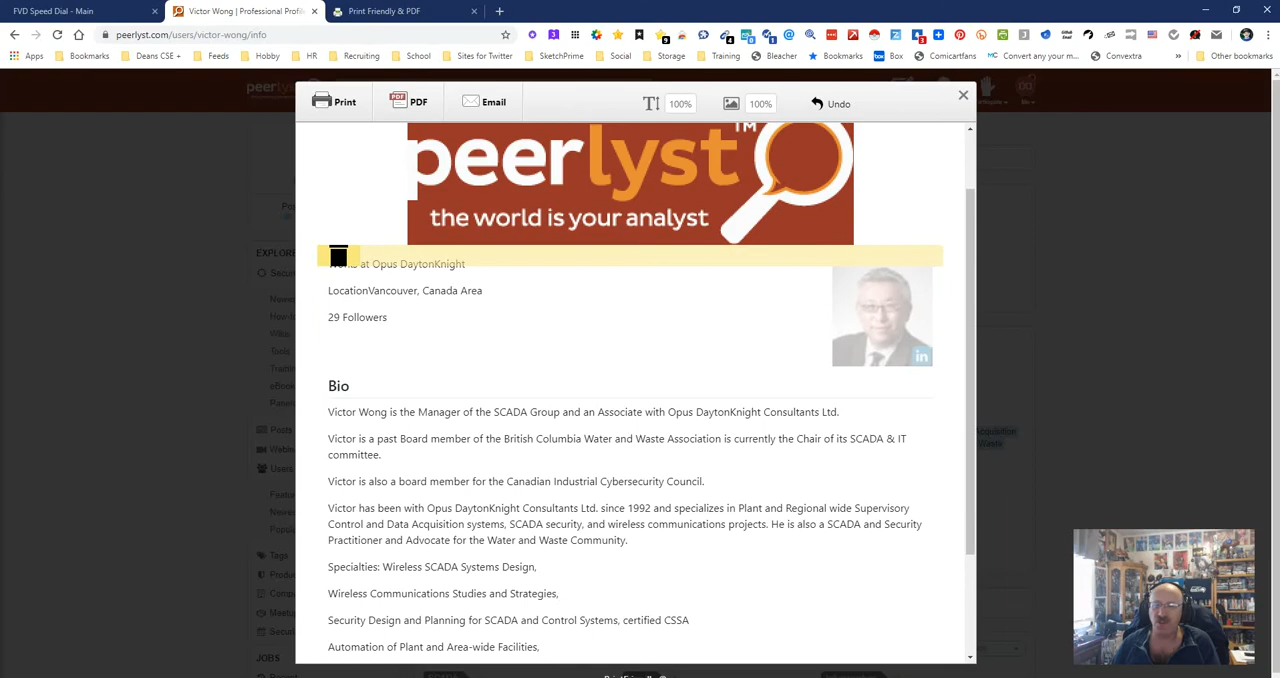 FVD Speed Dial - Main
Victor Wong | Professional Profi
Print Friendly & PDF
peerlyst.com/users/victor-wong/info
Apps
Bookmarks
Deans CSE +
Feeds
Hobby
HR
Recruiting
School
Sites for Twitter
SketchPrime
Social
Storage
Training
Bleacher
Bookmarks
Box
Comicartfans
Convert any your m...
Convextra
Other bookmarks
peerlyst
Print
PDF
Email
100%
100%
Undo
peerlyst TM
the world is your analyst
at Opus DaytonKnight
LocationVancouver, Canada Area
29 Followers
in
Bio
Victor Wong is the Manager of the SCADA Group and an Associate with Opus DaytonKnight Consultants Ltd.
Victor is a past Board member of the British Columbia Water and Waste Association is currently the Chair of its SCADA & IT
committee.
Victor is also a board member for the Canadian Industrial Cybersecurity Council.
Victor has been with Opus DaytonKnight Consultants Ltd. since 1992 and specializes in Plant and Regional wide Supervisory
Control and Data Acquisition systems, SCADA security, and wireless communications projects. He is also a SCADA and Security
Practitioner and Advocate for the Water and Waste Community.
Specialties: Wireless SCADA Systems Design,
Wireless Communications Studies and Strategies,
Security Design and Planning for SCADA and Control Systems, certified CSSA
Automation of Plant and Area-wide Facilities,
EXPLORE
Posts
Users
Tags
JOBS
Acquisition
Waste